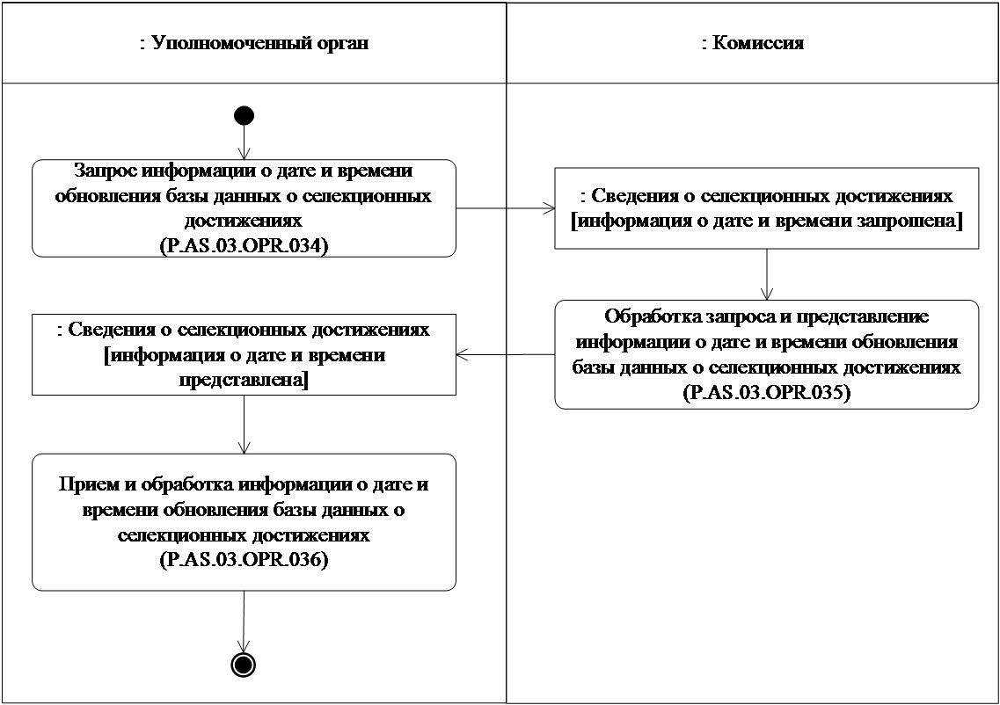 : Уполномоченный орган
: Комиссия
Запрос информации о дате и времени
обновления базы данных о селекционных
достижениях
(P.AS.03.OPR.034)
: Сведения о селекционных достижениях
[информация о дате и времени запрошена]
Обработка запроса и представление
информации о дате и времени обновления
базы данных о селекционных достижениях
(P.AS.03.OPR.035)
: Сведения о селекционных достижениях
[информация о дате и времени
представлена]
Прием и обработка информации о дате и
времени обновления базы данных о
селекционных достижениях
(P.AS.03.OPR.036)